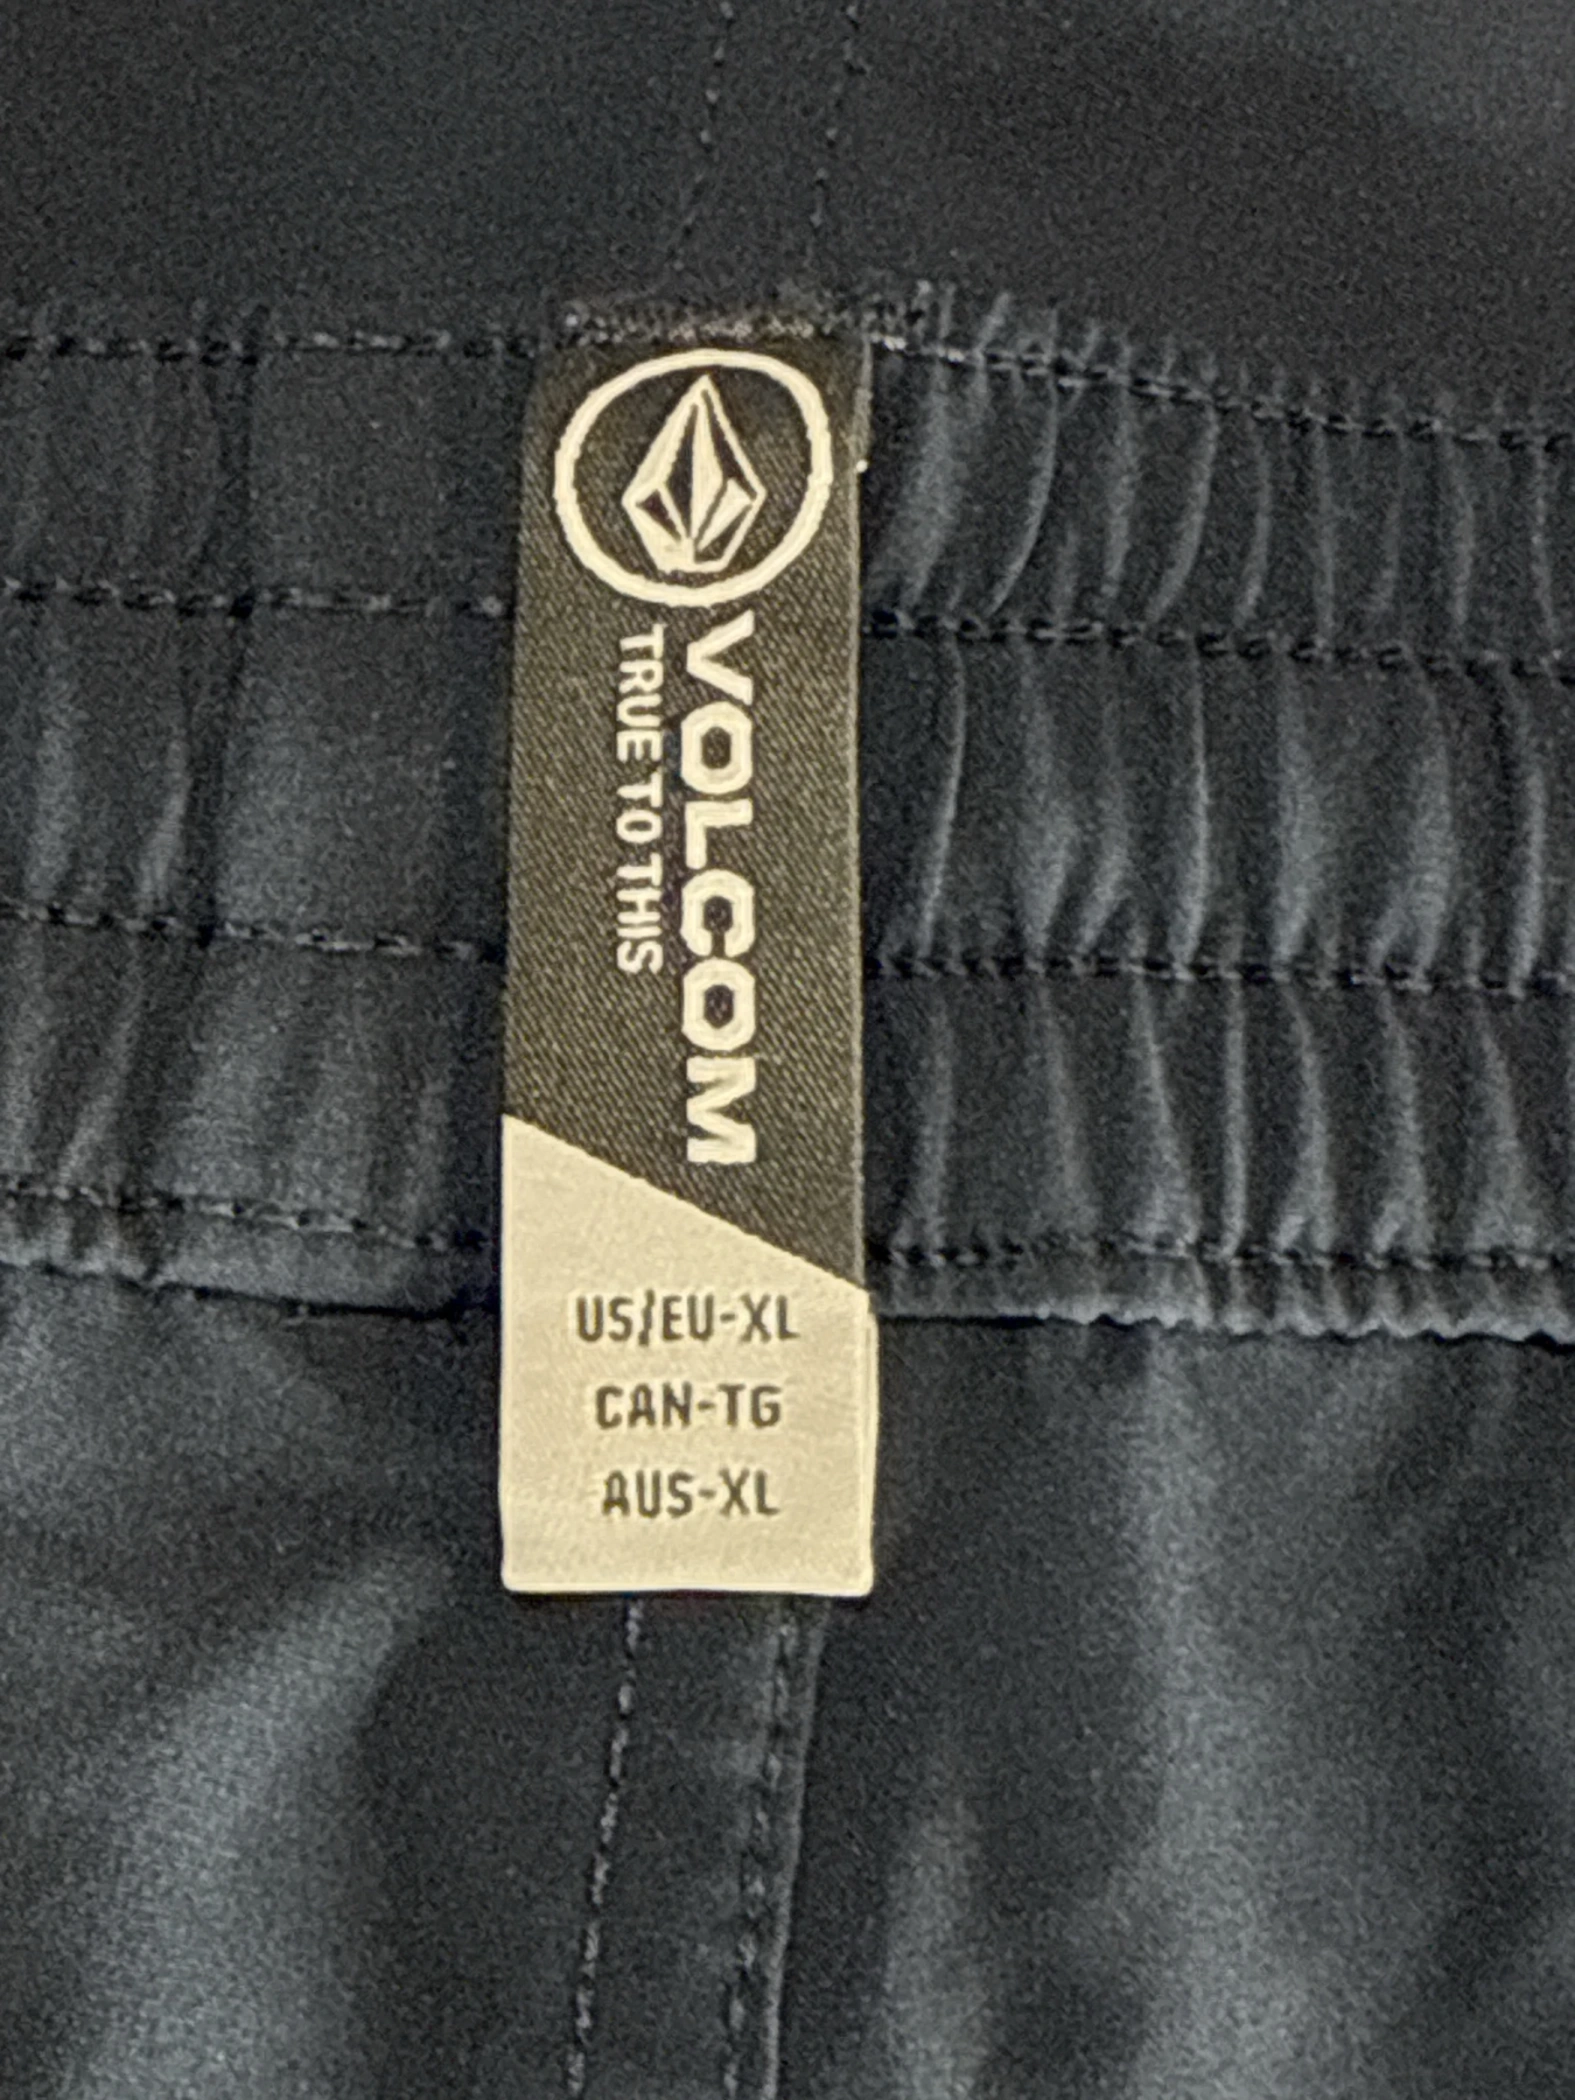 VOLCOM
TRUE TO THIS
US/EU-XL
CAN-TG
AUS-XL